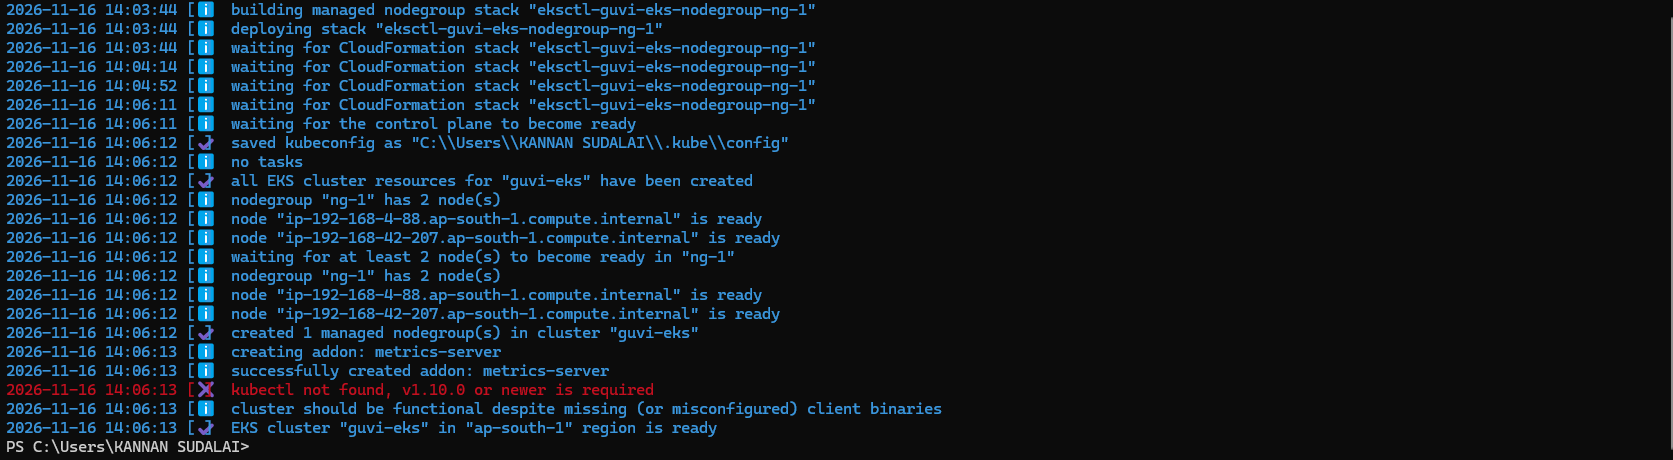 2026-11-16 14:03:44 [ℹ]  building managed nodegroup stack "eksctl-guvi-eks-nodegroup-ng-1"
2026-11-16 14:03:44 [ℹ]  deploying stack "eksctl-guvi-eks-nodegroup-ng-1"
2026-11-16 14:03:44 [ℹ]  waiting for CloudFormation stack "eksctl-guvi-eks-nodegroup-ng-1"
2026-11-16 14:04:14 [ℹ]  waiting for CloudFormation stack "eksctl-guvi-eks-nodegroup-ng-1"
2026-11-16 14:04:52 [ℹ]  waiting for CloudFormation stack "eksctl-guvi-eks-nodegroup-ng-1"
2026-11-16 14:06:11 [ℹ]  waiting for CloudFormation stack "eksctl-guvi-eks-nodegroup-ng-1"
2026-11-16 14:06:11 [ℹ]  waiting for the control plane to become ready
2026-11-16 14:06:12 [✔]  saved kubeconfig as "C:\\Users\\KANNAN SUDALAI\\.kube\\config"
2026-11-16 14:06:12 [ℹ]  no tasks
2026-11-16 14:06:12 [✔]  all EKS cluster resources for "guvi-eks" have been created
2026-11-16 14:06:12 [ℹ]  nodegroup "ng-1" has 2 node(s)
2026-11-16 14:06:12 [ℹ]  node "ip-192-168-4-88.ap-south-1.compute.internal" is ready
2026-11-16 14:06:12 [ℹ]  node "ip-192-168-42-207.ap-south-1.compute.internal" is ready
2026-11-16 14:06:12 [ℹ]  waiting for at least 2 node(s) to become ready in "ng-1"
2026-11-16 14:06:12 [ℹ]  nodegroup "ng-1" has 2 node(s)
2026-11-16 14:06:12 [ℹ]  node "ip-192-168-4-88.ap-south-1.compute.internal" is ready
2026-11-16 14:06:12 [ℹ]  node "ip-192-168-42-207.ap-south-1.compute.internal" is ready
2026-11-16 14:06:12 [✔]  created 1 managed nodegroup(s) in cluster "guvi-eks"
2026-11-16 14:06:13 [ℹ]  creating addon: metrics-server
2026-11-16 14:06:13 [ℹ]  successfully created addon: metrics-server
2026-11-16 14:06:13 [✖]  kubectl not found, v1.10.0 or newer is required
2026-11-16 14:06:13 [ℹ]  cluster should be functional despite missing (or misconfigured) client binaries
2026-11-16 14:06:13 [✔]  EKS cluster "guvi-eks" in "ap-south-1" region is ready
PS C:\Users\KANNAN SUDALAI>